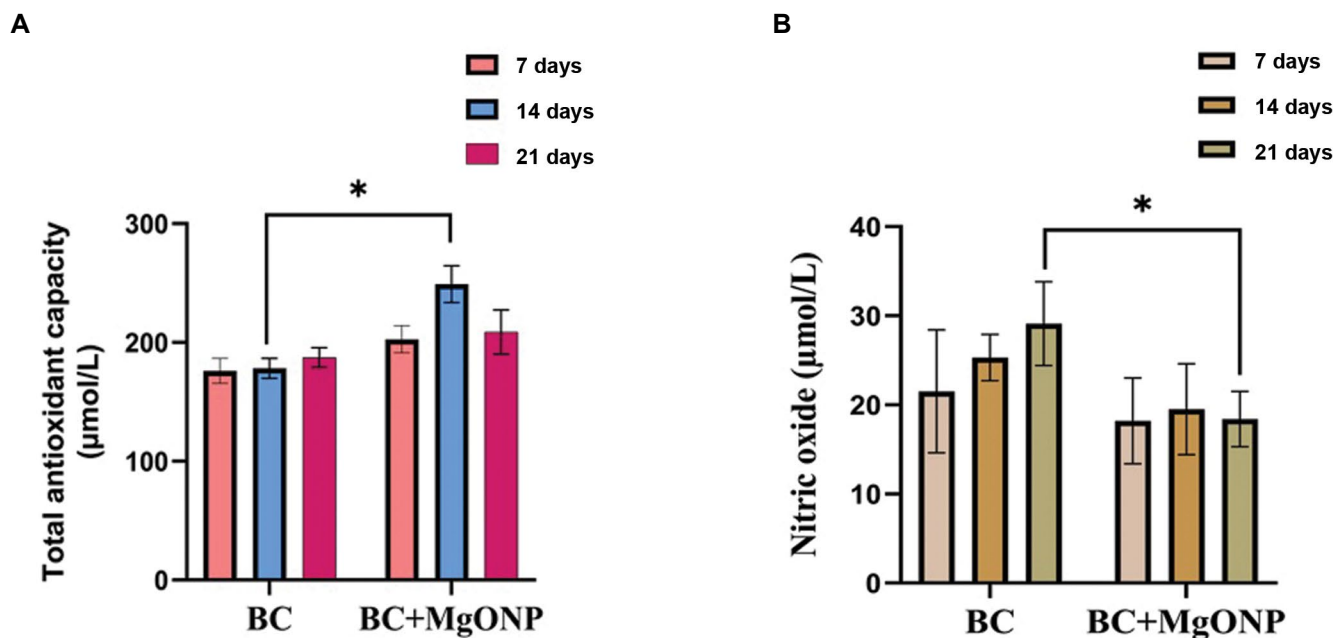 A
7 days
14 days
21 days
*
Total antioxidant capacity
(µmol/L)
300
200
100
0
BC
BC+MgONP
B
7 days
14 days
21 days
*
Nitric oxide (µmol/L)
40
30
20
10
0
BC
BC+MgONP